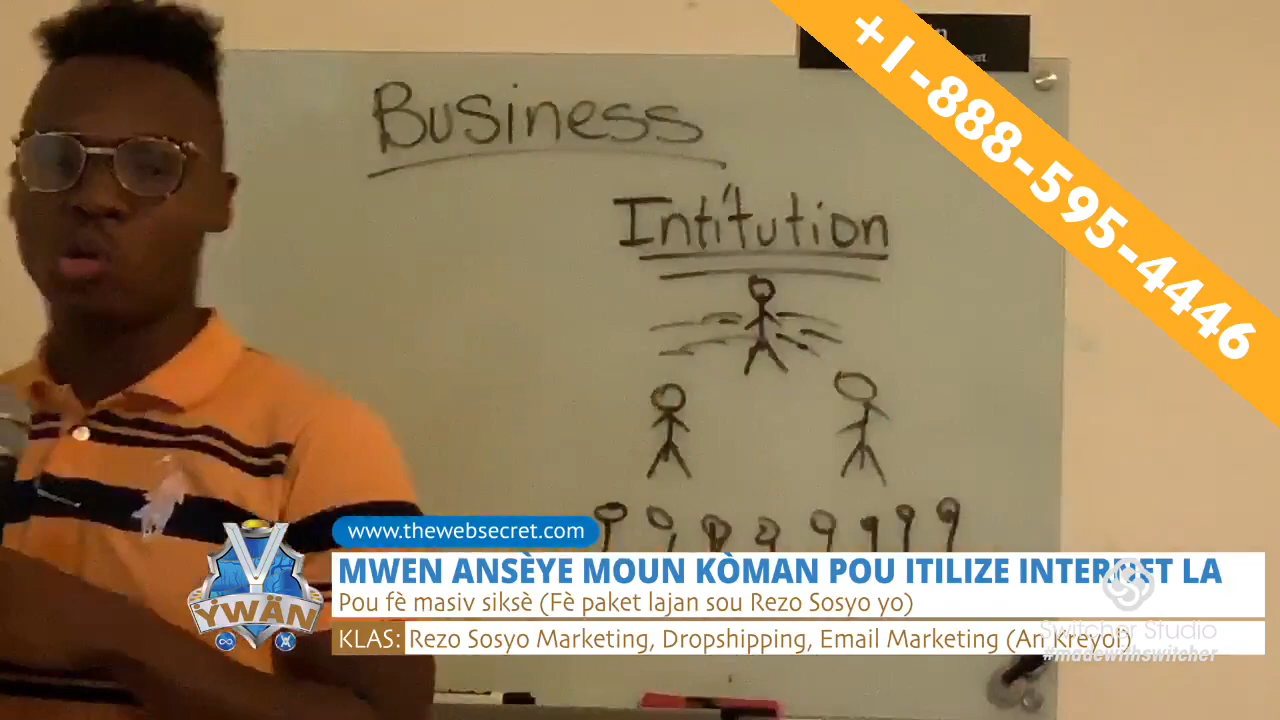 +1-888-595-4446
Business
Intitution
www.thewebsecret.com
MWEN ANSÈYE MOUN KÒMAN POU ITILIZE INTERNET LA
Pou fè masiv siksè (Fè paket lajan sou Rezo Sosyo yo)
KLAS: Rezo Sosyo Marketing, Dropshipping, Email Marketing (An Kreyol)
YWÄN
Switcher Studio
#madewithswitcher